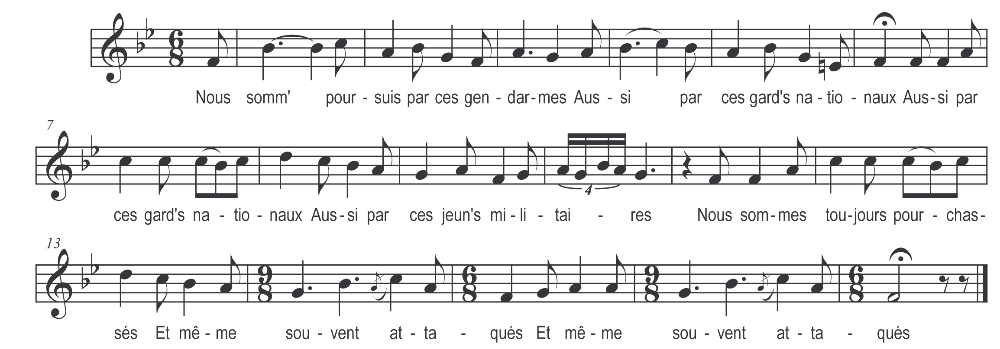 Nous somm' pour - suis par ces gen - dar - mes Aus - si par ces gard's na - tio - naux Aus - si par
7
ces gard's na - tio - naux Aus - si par ces jeun's mi - li - tai - res Nous som - mes tou - jours pour - chas -
4
13
sés Et mê - me sou - vent at - ta - qués Et mê - me sou - vent at - ta - qués